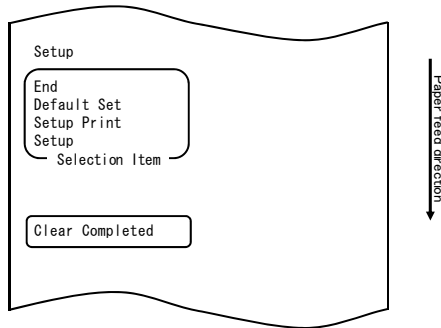 Setup
End
Default Set
Setup Print
Setup
Selection Item
Clear Completed
Paper feed direction